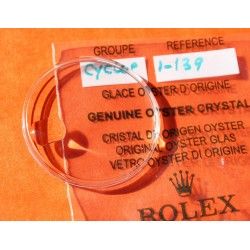 GROUPE REFERENCE
CYCLOP 1-139
GLACE OYSTER D'ORIGINE
GENUINE OYSTER CRYSTAL
CRISTAL DE ORIGEN OYSTER
ORIGINAL OYSTER GLAS
VETRO OYSTER DI ORIGINE
ROLEX